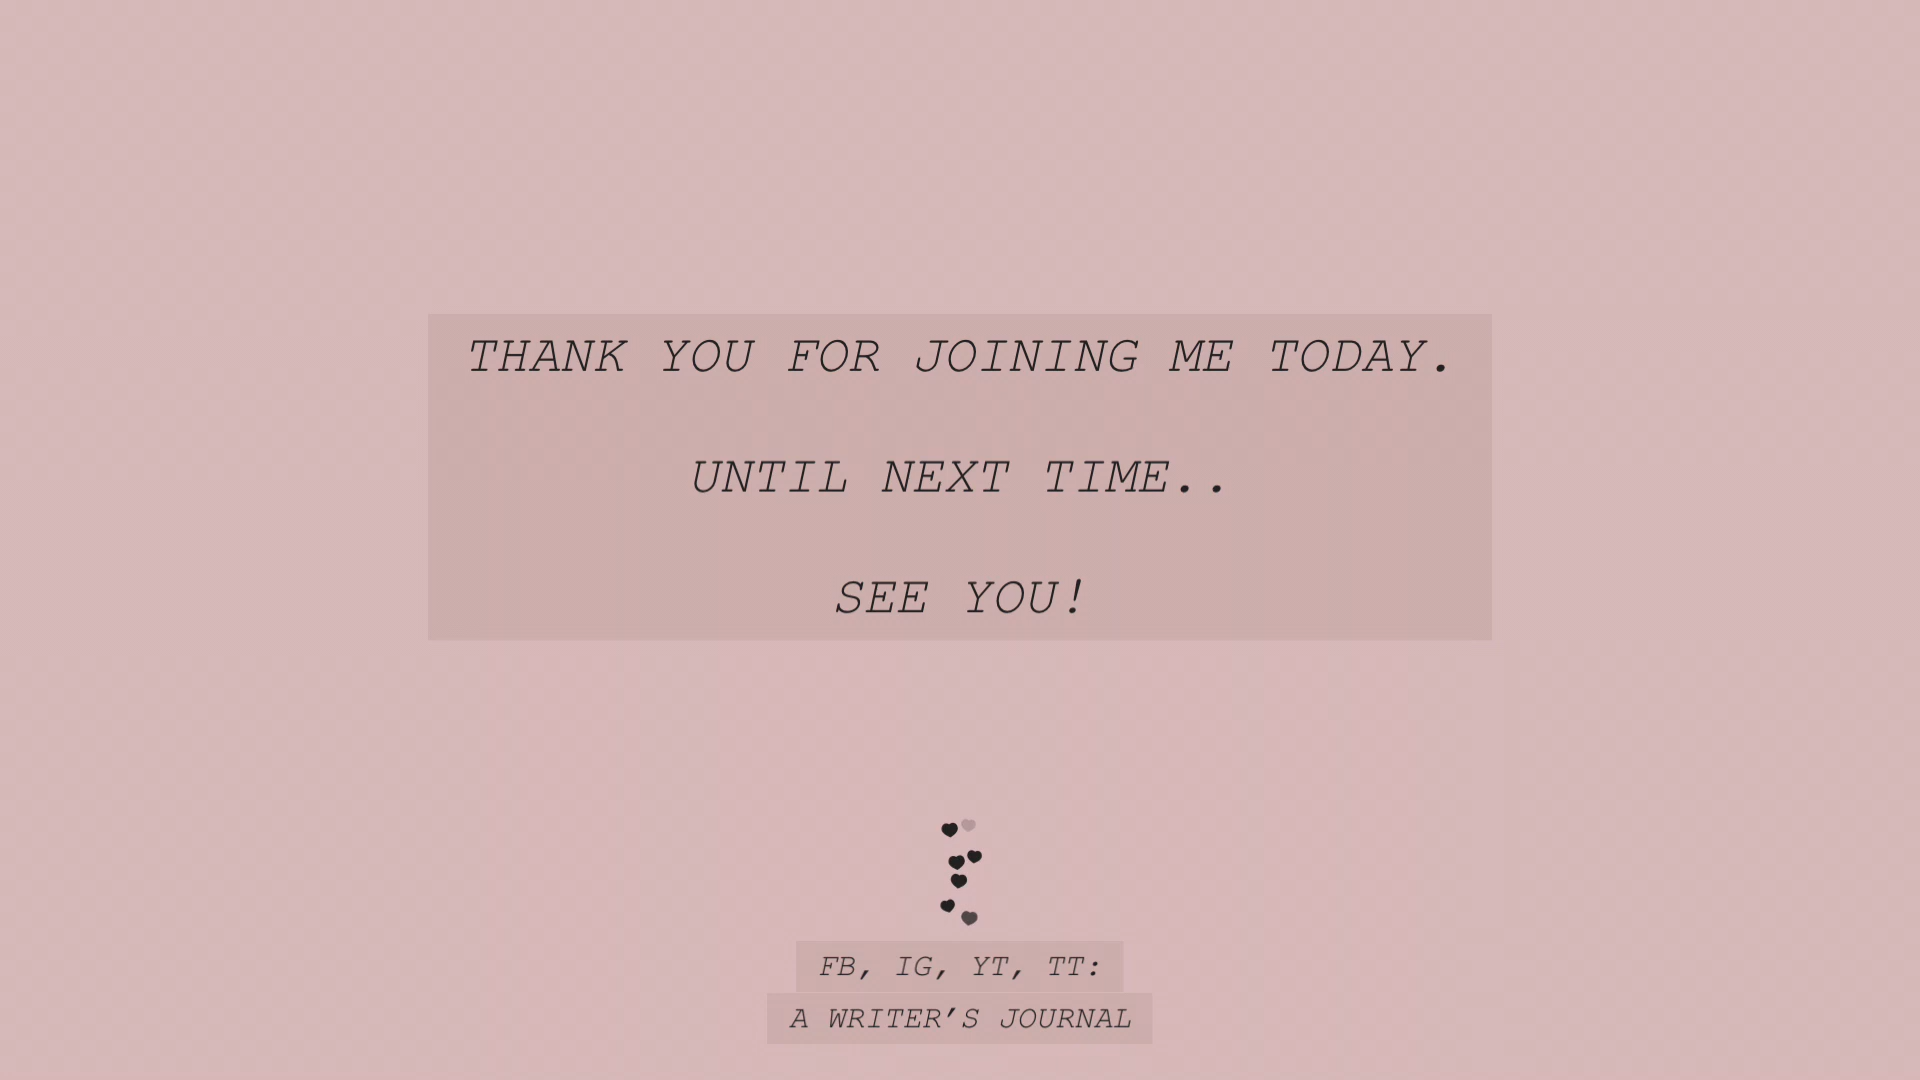 THANK YOU FOR JOINING ME TODAY.
UNTIL NEXT TIME..
SEE YOU!
FB, IG, YT, TT:
A WRITER'S JOURNAL